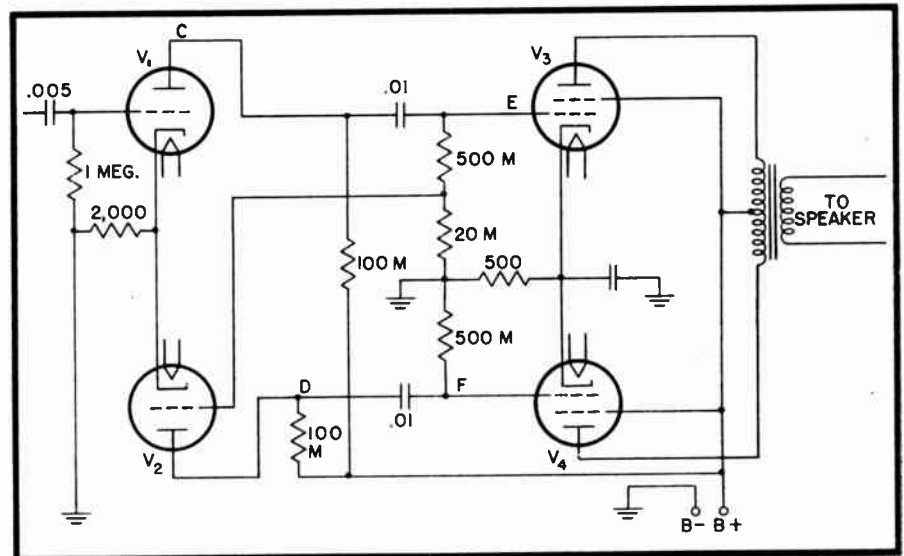 C
V₁
V₃
.005
.01
E
1 MEG.
500 M
2,000
20 M
TO
SPEAKER
100 M
500
500 M
D
F
.01
100
M
V₂
V₄
B- B+